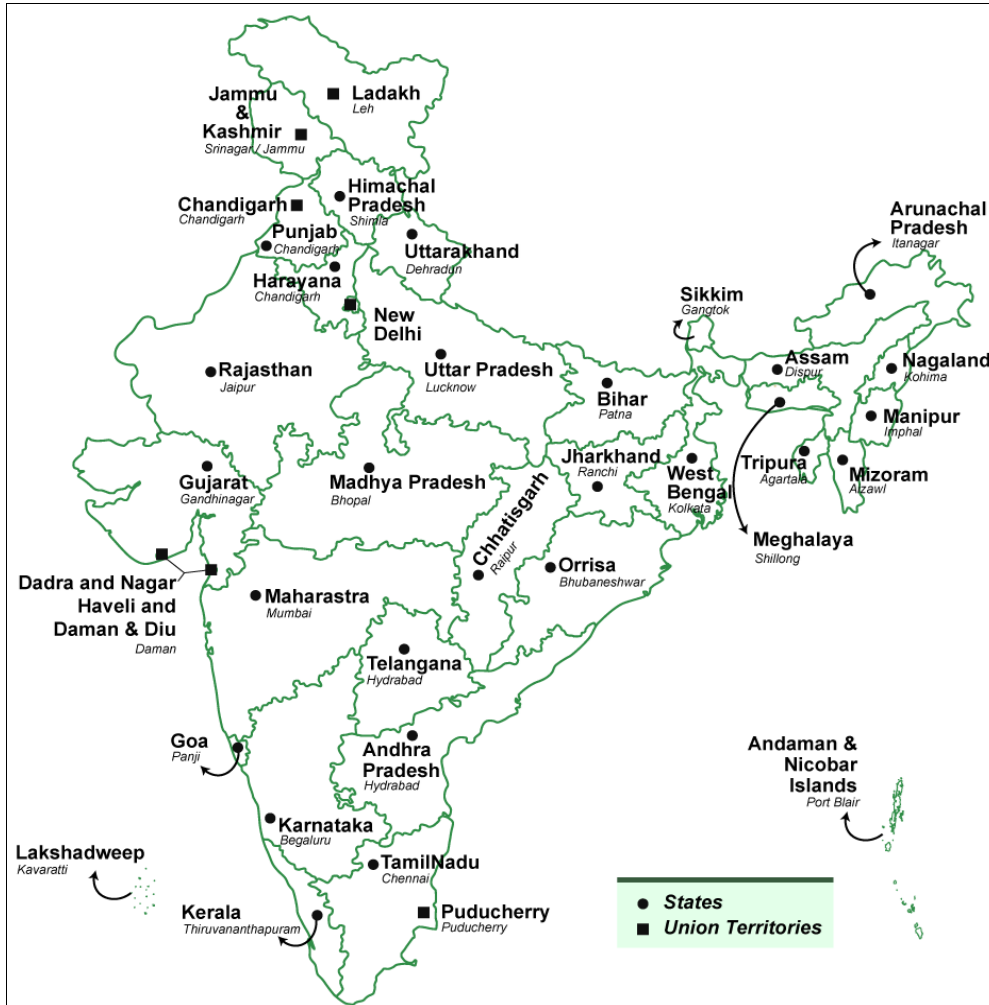 Jammu
&
Kashmir
Srinagar / Jammu
Ladakh
Leh
Himachal
Pradesh
Shimla
Chandigarh
Chandigarh
Punjab
Chandigarh
Uttarakhand
Dehradun
Harayana
Chandigarh
New
Delhi
Arunachal
Pradesh
Itanagar
Sikkim
Gangtok
Rajasthan
Jaipur
Uttar Pradesh
Lucknow
Bihar
Patna
Assam
Dispur
Nagaland
Kohima
Manipur
Imphal
Gujarat
Gandhinagar
Madhya Pradesh
Bhopal
Jharkhand
Ranchi
West
Bengal
Kolkata
Tripura
Agartala
Mizoram
Aizawl
Chhatisgarh
Raipur
Meghalaya
Shillong
Orrisa
Bhubaneshwar
Dadra and Nagar
Haveli and
Daman & Diu
Daman
Maharastra
Mumbai
Telangana
Hydrabad
Goa
Panji
Andhra
Pradesh
Hydrabad
Andaman &
Nicobar
Islands
Port Blair
Karnataka
Begaluru
Lakshadweep
Kavaratti
TamilNadu
Chennai
Kerala
Thiruvananthapuram
Puducherry
Puducherry
States
Union Territories